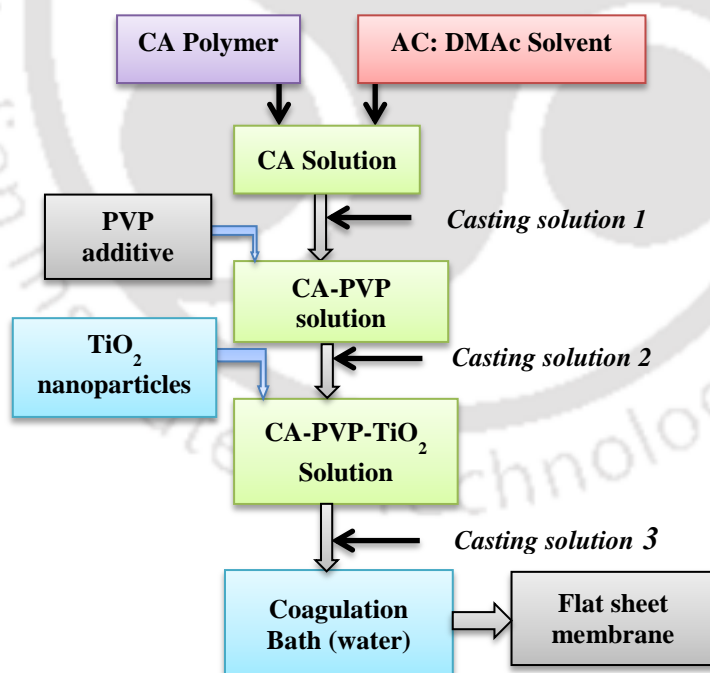 CA Polymer
AC: DMAc Solvent
CA Solution
Casting solution 1
PVP
additive
CA-PVP
solution
TiO₂
nanoparticles
Casting solution 2
CA-PVP-TiO₂
Solution
Casting solution 3
Coagulation
Bath (water)
Flat sheet
membrane